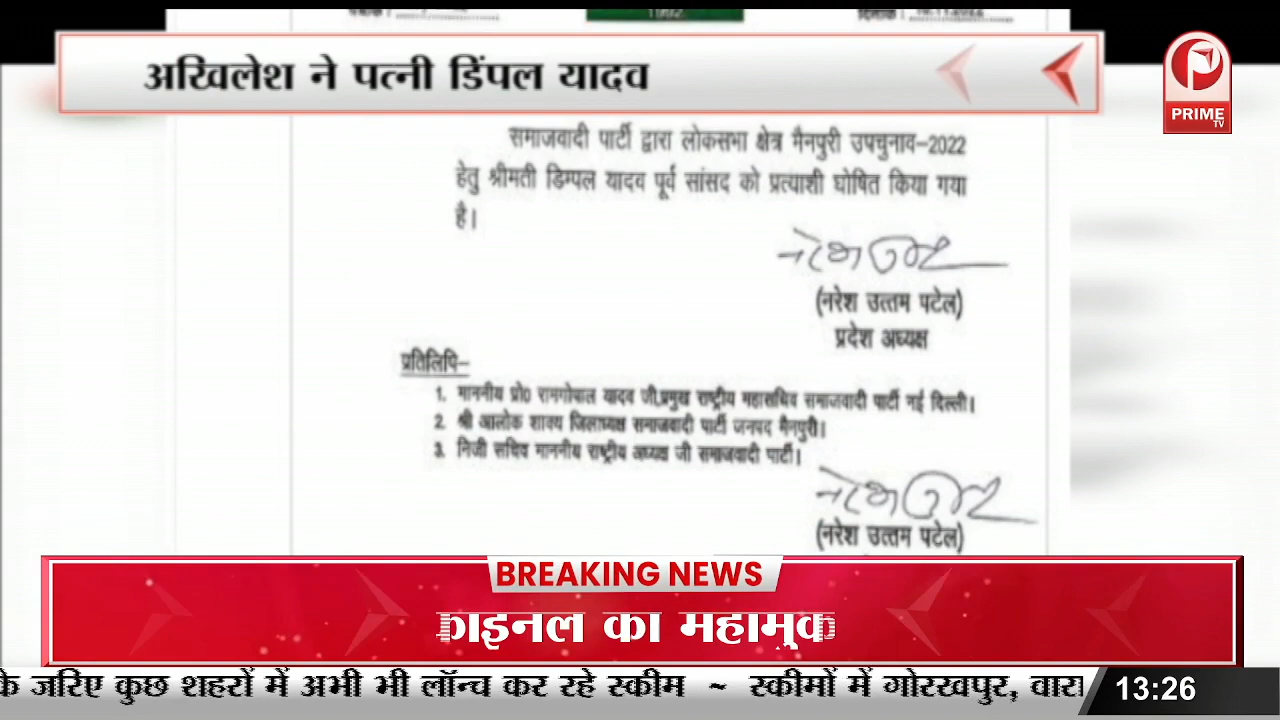 1992
अखिलेश ने पत्नी डिंपल यादव
PRIME
TV
समाजवादी पार्टी द्वारा लोकसभा क्षेत्र मैनपुरी उपचुनाव-2022
हेतु श्रीमती डिम्पल यादव पूर्व सांसद को प्रत्याशी घोषित किया गया
है।
(नरेश उत्तम पटेल)
प्रदेश अध्यक्ष
प्रतिलिपि-
1. माननीय प्रो0 रामगोपाल यादव जी,प्रमुख राष्ट्रीय महासचिव समाजवादी पार्टी नई दिल्ली।
2. श्री आलोक शाक्य जिलाध्यक्ष समाजवादी पार्टी जनपद मैनपुरी।
3. निजी सचिव माननीय राष्ट्रीय अध्यक्ष जी समाजवादी पार्टी।
(नरेश उत्तम पटेल)
BREAKING NEWS
का
के जरिए कुछ शहरों में अभी भी लॉन्च कर रहे स्कीम ~ स्कीमों में गोरखपुर, वारा
13:26